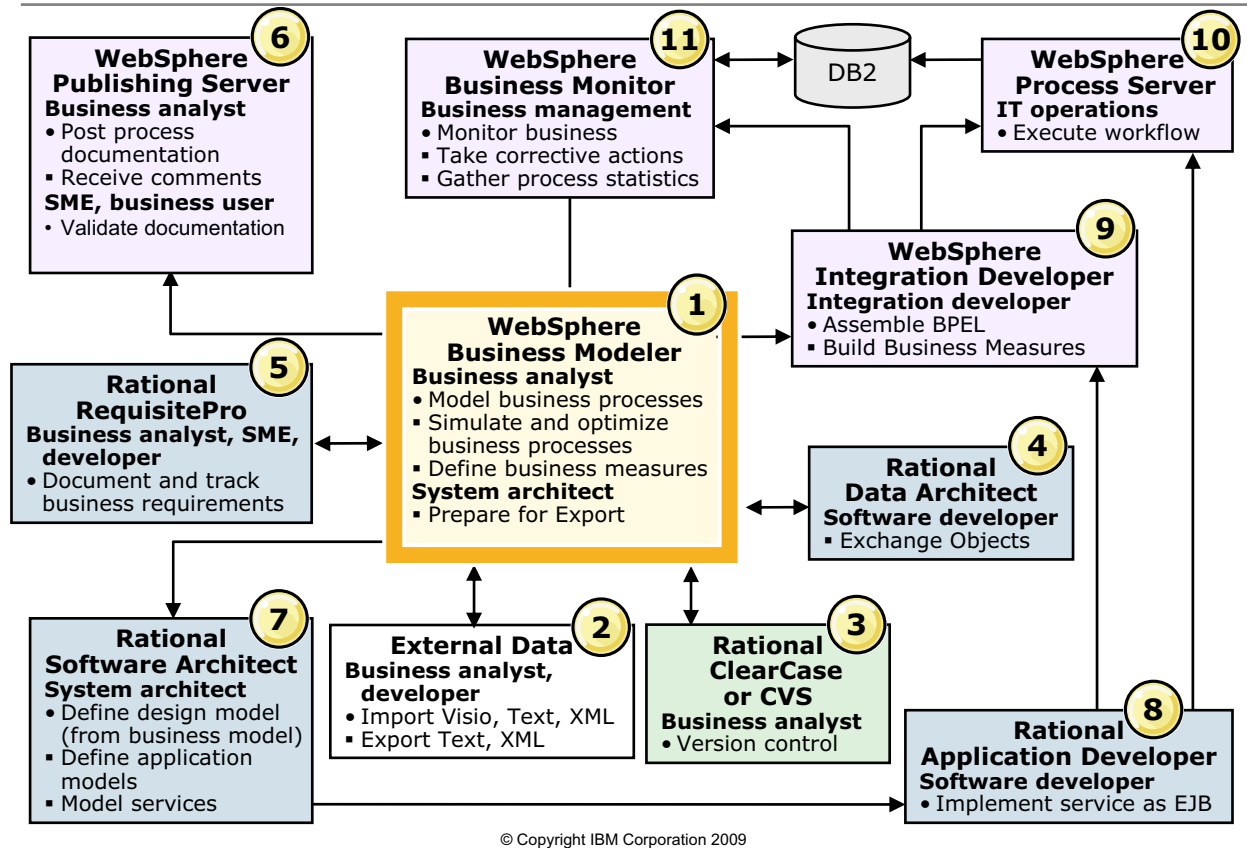 6
WebSphere
Publishing Server
Business analyst
• Post process
documentation
▪ Receive comments
SME, business user
• Validate documentation
11
WebSphere
Business Monitor
Business management
• Monitor business
▪ Take corrective actions
▪ Gather process statistics
DB2
10
WebSphere
Process Server
IT operations
• Execute workflow
9
WebSphere
Integration Developer
Integration developer
• Assemble BPEL
▪ Build Business Measures
1
WebSphere
Business Modeler
Business analyst
• Model business processes
▪ Simulate and optimize
business processes
▪ Define business measures
System architect
▪ Prepare for Export
5
Rational
RequisitePro
Business analyst, SME,
developer
• Document and track
business requirements
4
Rational
Data Architect
Software developer
▪ Exchange Objects
7
Rational
Software Architect
System architect
• Define design model
(from business model)
▪ Define application
models
▪ Model services
2
External Data
Business analyst,
developer
• Import Visio, Text, XML
▪ Export Text, XML
3
Rational
ClearCase
or CVS
Business analyst
• Version control
8
Rational
Application Developer
Software developer
• Implement service as EJB
© Copyright IBM Corporation 2009